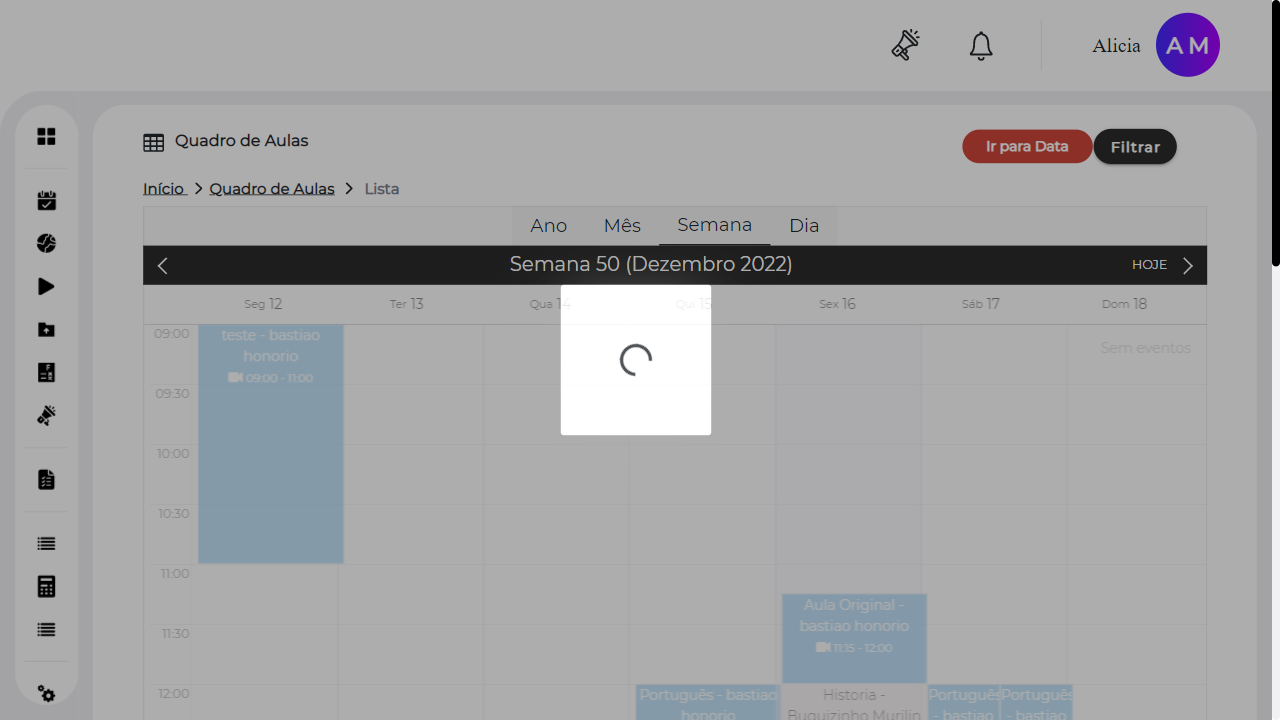 Alicia
A M
Quadro de Aulas
Ir para Data
Filtrar
Início
Quadro de Aulas
Lista
Ano
Mês
Semana
Dia
Semana 50 (Dezembro 2022)
HOJE
Seg 12
Ter 13
Qua 14
Qui 15
Sex 16
Sáb 17
Dom 18
09:00
teste - bastiao
honorio
09:00 - 11:00
Sem eventos
09:30
10:00
10:30
11:00
Aula Original -
bastiao honorio
11:15 - 12:00
11:30
12:00
Português - bastiao
honorio
Historia -
Buquizinho Murilin
Português
- bastiao
Português
- bastiao